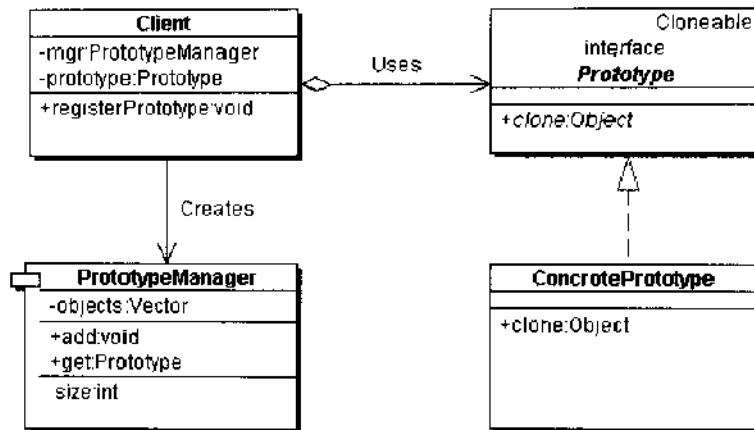 Client
-mgr:PrototypeManager
-prototype:Prototype
+registerPrototype:void
Uses
Cloneable
interface
Prototype
+clone:Object
Creates
PrototypeManager
-objects:Vector
+add:void
+get:Prototype
size:int
ConcrotePrototype
+clone:Object